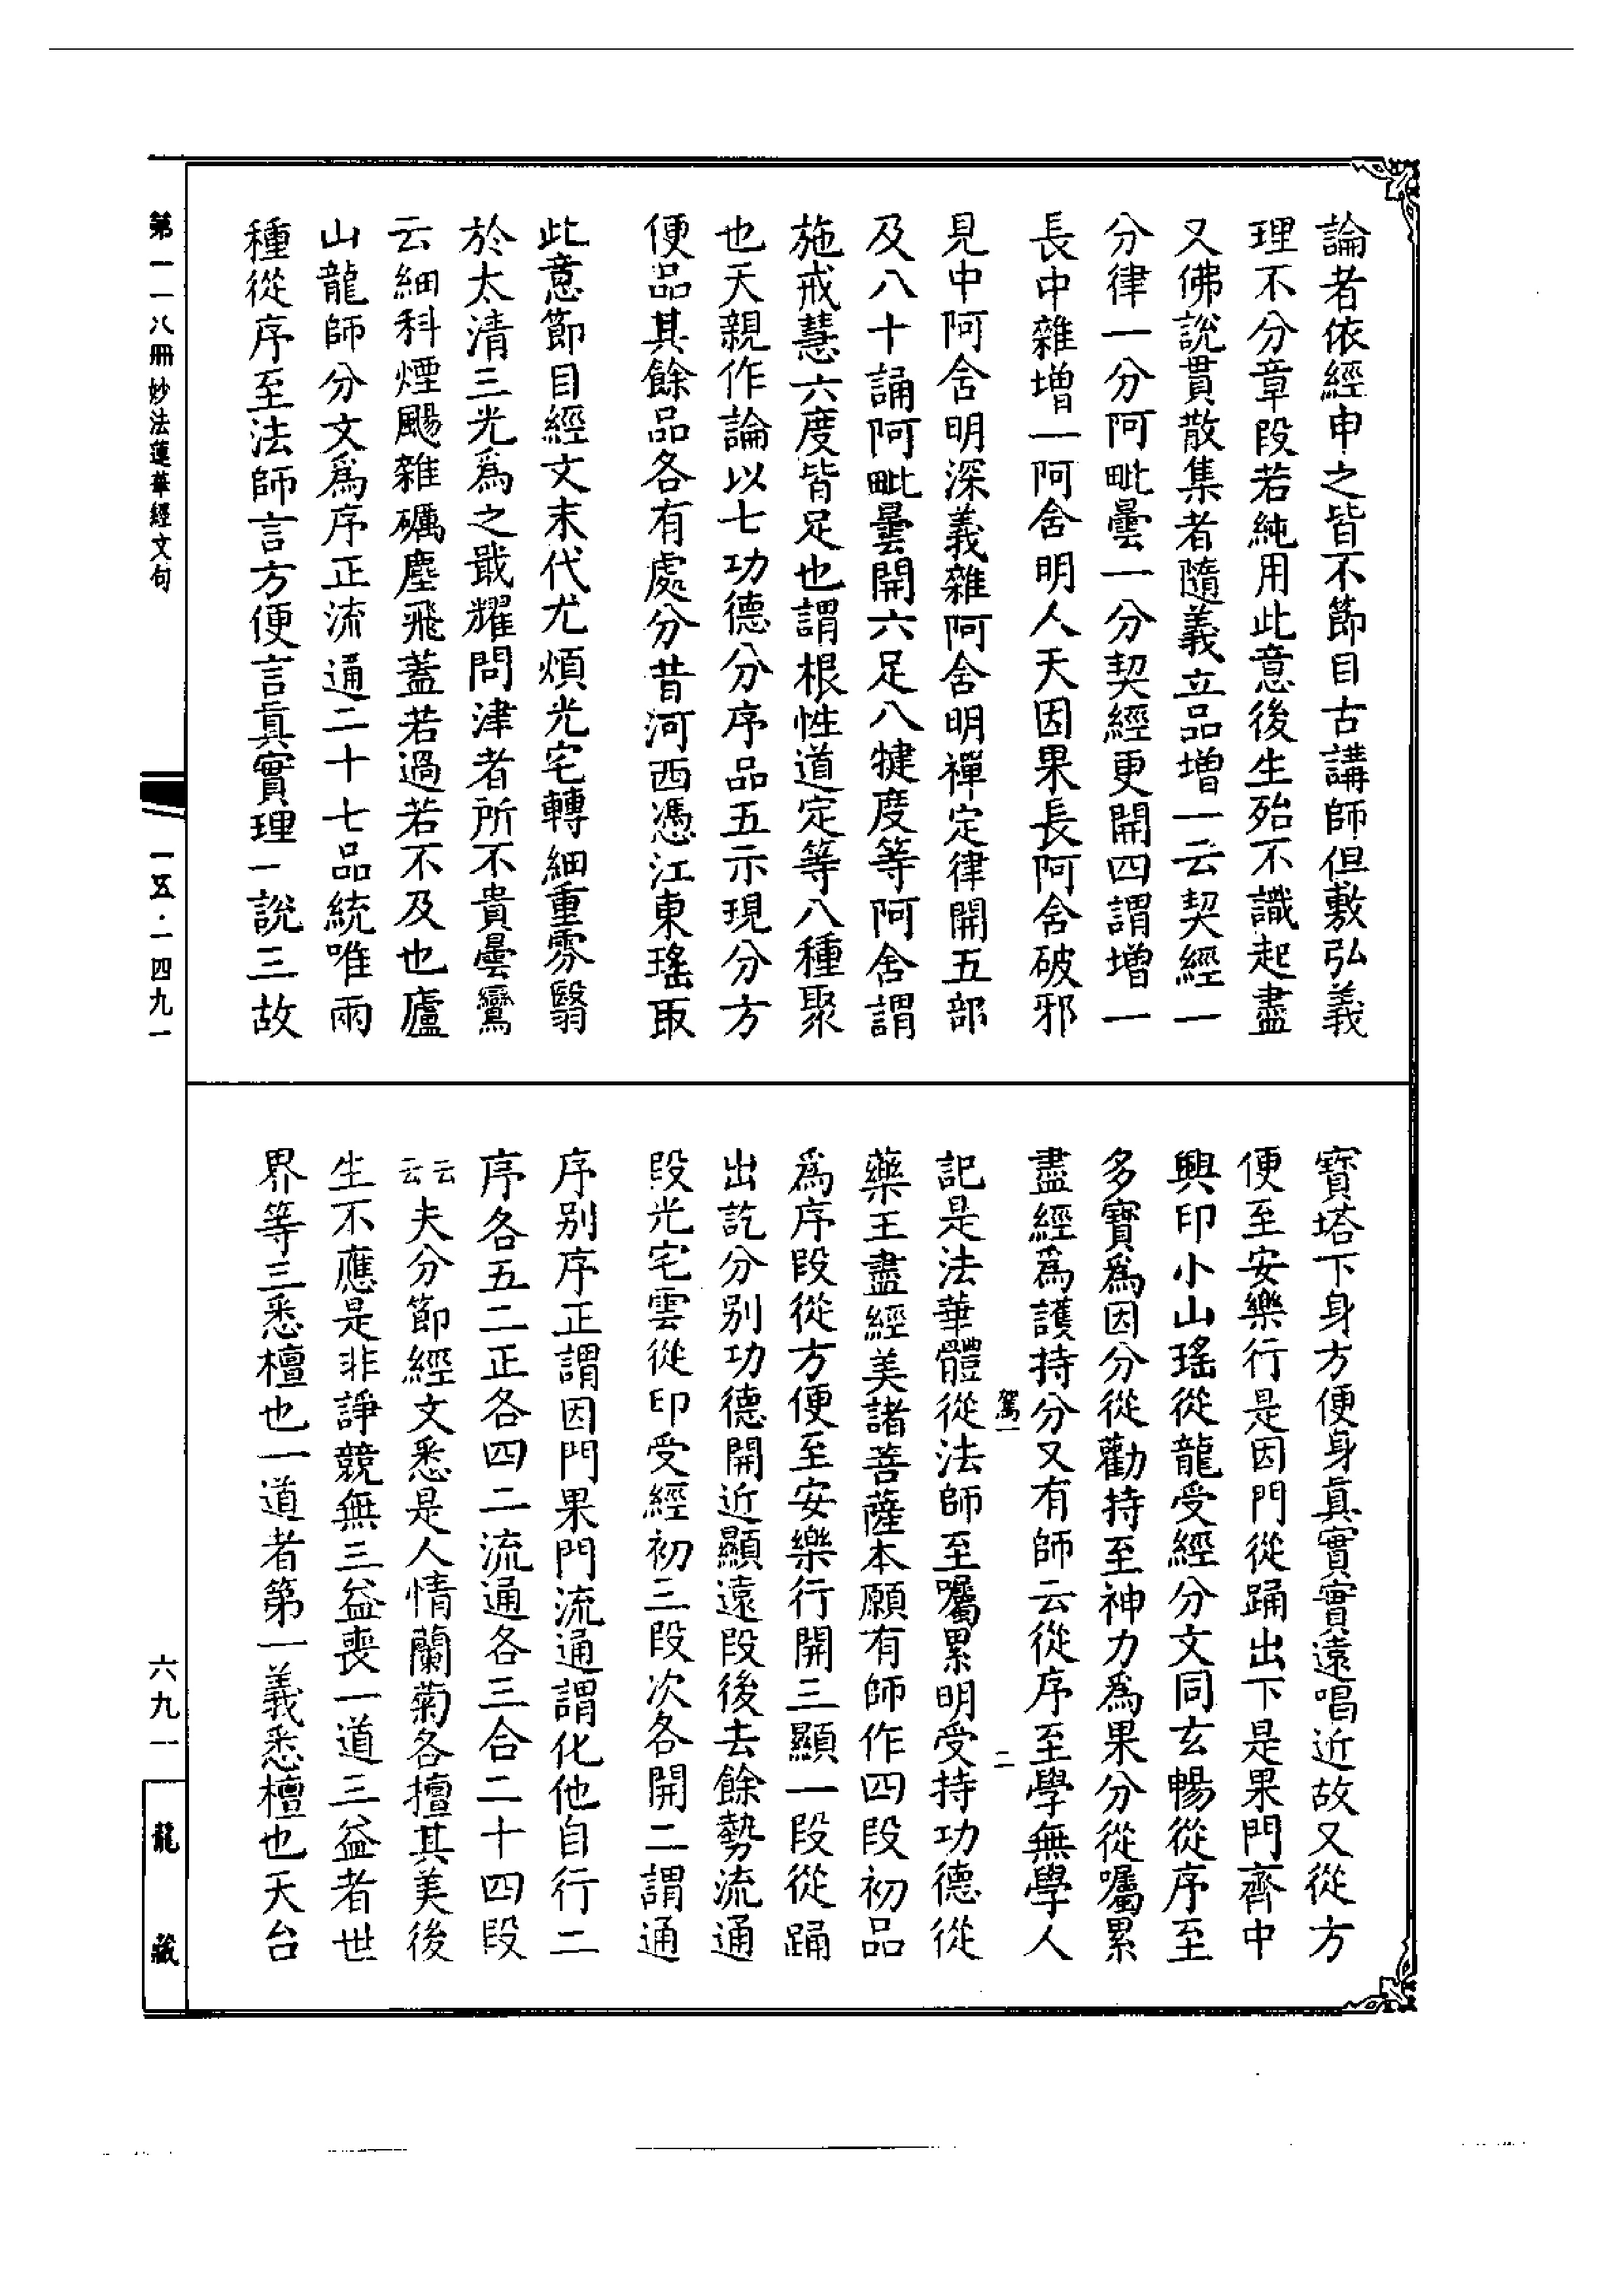 論者依經申之皆不節目古講師但敷弘義
理不分章段若純用此意後生殆不識起盡
又佛說貫散集者隨義立品增一云契經一
分律一分阿毗曇一分契經更開四謂增一
長中雜增一阿含明人天因果長阿含破邪
見中阿含明深義雜阿含明禪定律開五部
及八十誦阿毗曇開六足八犍度等阿含謂
施戒慧六度皆足也謂根性道定等八種聚
也天親作論以七功德分序品五示現分方
便品其餘品各有處分昔河西憑江東瑤取
此意節目經文末代尤煩光宅轉細重雰翳
於太清三光為之戢耀問津者所不貴曇鸞
云細科煙颺雜礪塵飛蓋若過若不及也廬
山龍師分文為序正流通二十七品統唯兩
種從序至法師言方便言真實理一說三故
寶塔下身方便身真實實遠唱近故又從方
便至安樂行是因門從踊出下是果門齊中
興印小山瑤從龍受經分文同玄暢從序至
多寶為因分從勸持至神力為果分從囑累
盡經為護持分又有師云從序至學無學人
駕一
二
記是法華體從法師至囑累明受持功德從
藥王盡經美諸菩薩本願有師作四段初品
為序段從方便至安樂行開三顯一段從踊
出訖分別功德開近顯遠段後去餘勢流通
段光宅雲從印受經初三段次各開二謂通
序別序正謂因門果門流通謂化他自行二
序各五二正各四二流通各三合二十四段
云云夫分節經文悉是人情蘭菊各擅其美後
生不應是非諍競無三益喪一道三益者世
界等三悉檀也一道者第一義悉檀也天台
第一一八冊 妙法蓮華經文句
一五·一四九一
六九一
龍藏